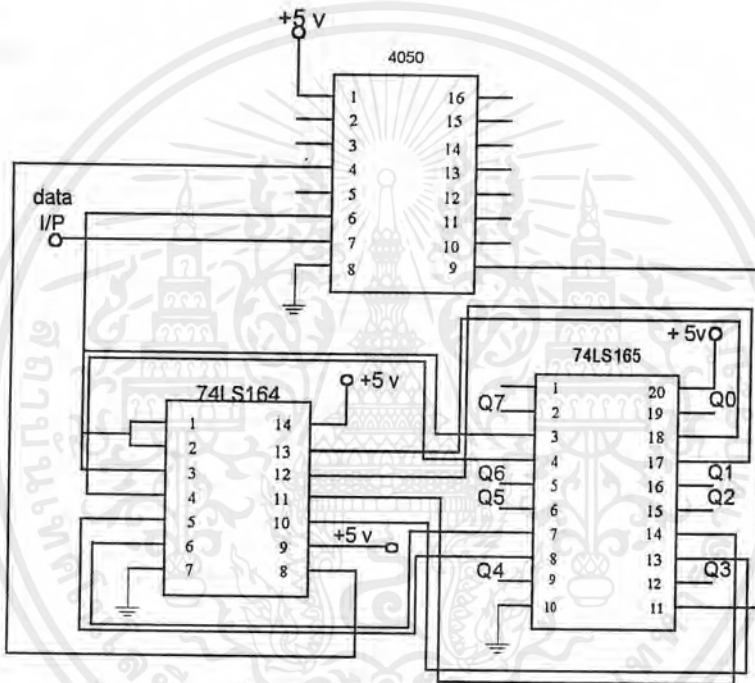 +5 v
4050
1 16
2 15
3 14
4 13
5 12
6 11
7 10
8 9
data
I/P
+ 5v
74LS165
74LS164
+5 v
1 14
2 13
3 12
4 11
5 10
6 9
7 8
+5 v
1 20
Q7 2 19 Q0
3 18
4 17
Q6 5 16 Q1
Q5 6 15 Q2
7 14
8 13
Q4 9 12 Q3
10 11